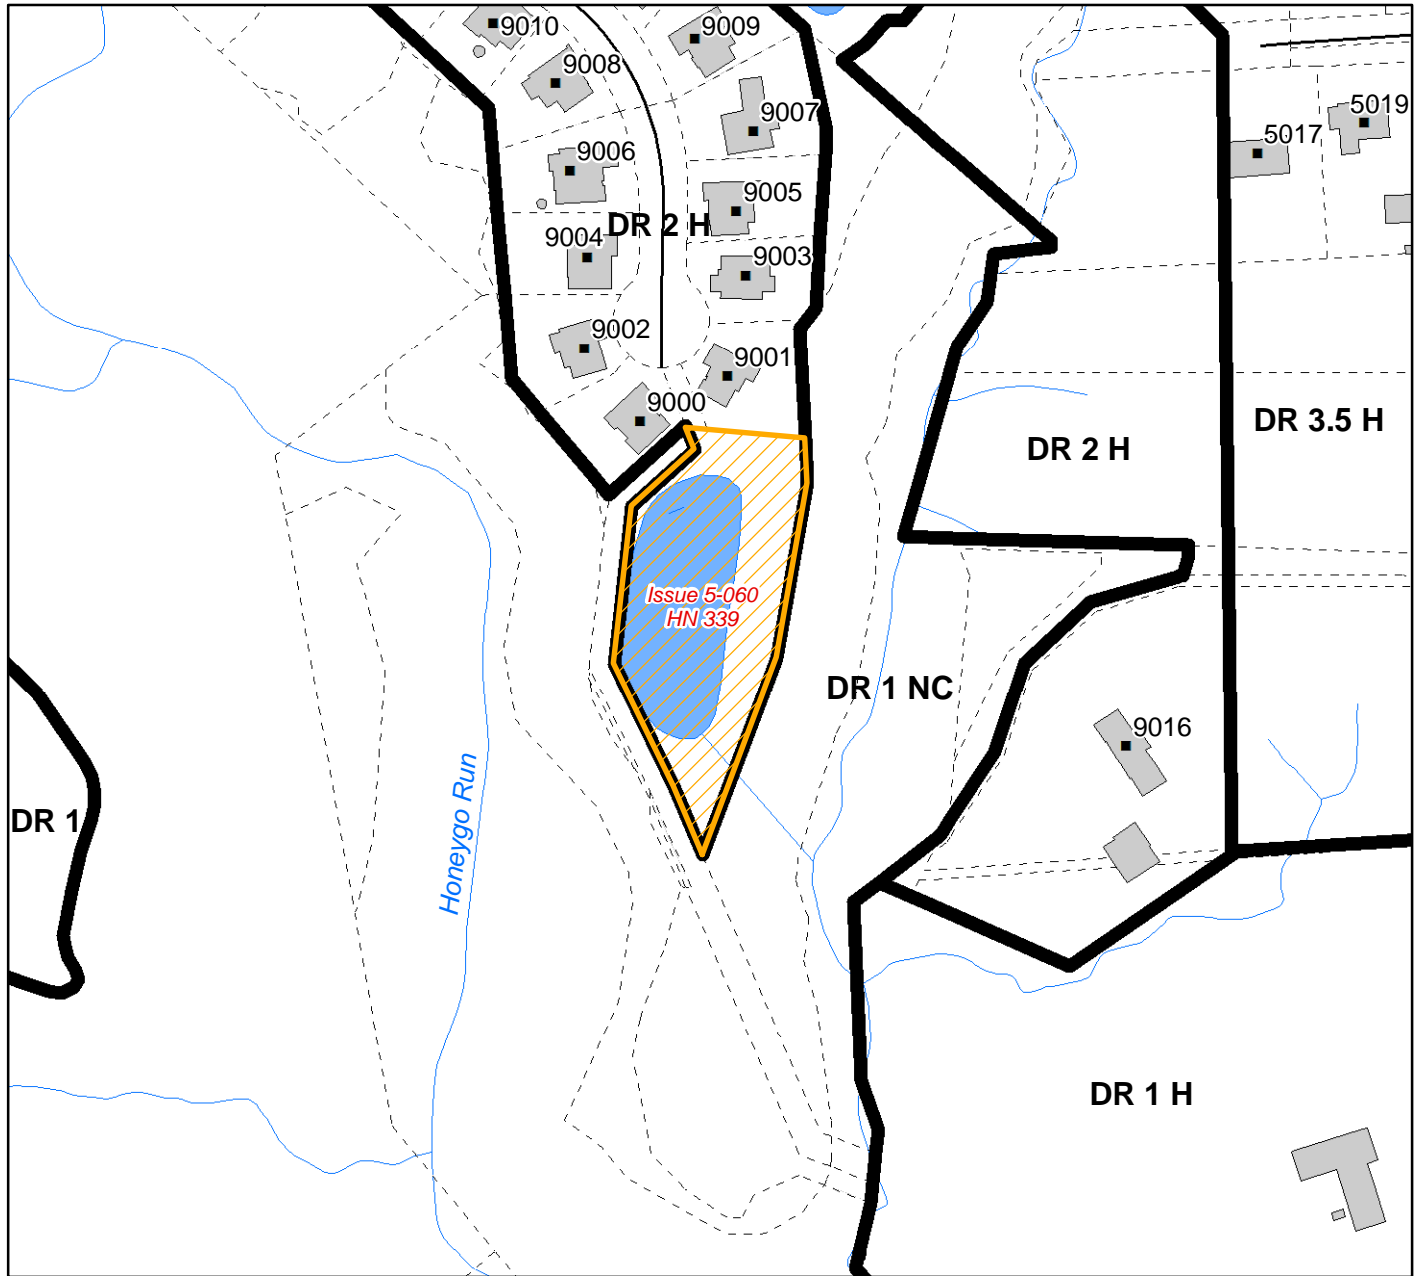 9010
9009
9008
9007
5019
5017
9006
9005
DR 2 H
9004
9003
9002
9001
9000
DR 3.5 H
DR 2 H
Issue 5-060
HN 339
DR 1 NC
9016
Honeygo Run
DR 1
DR 1 H